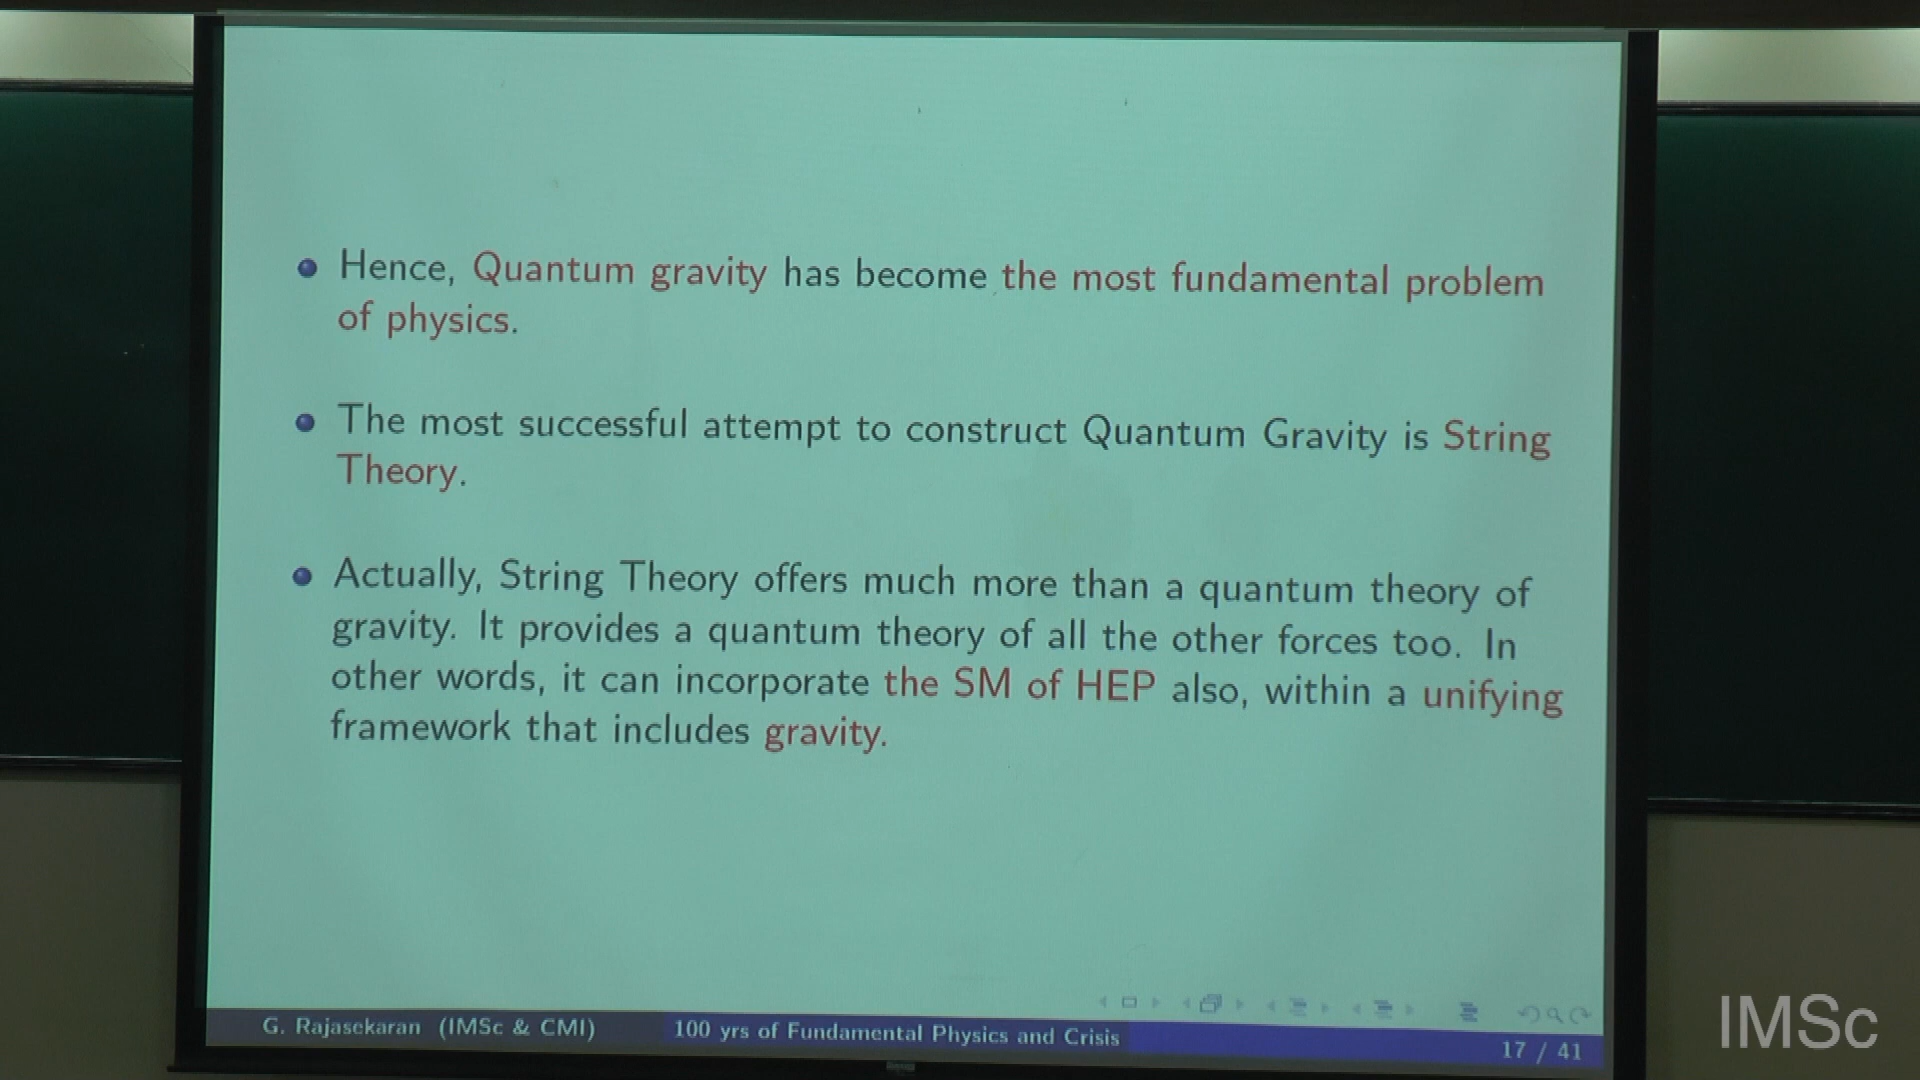 Hence, Quantum gravity has become the most fundamental problem
of physics.
The most successful attempt to construct Quantum Gravity is String
Theory.
Actually, String Theory offers much more than a quantum theory of
gravity. It provides a quantum theory of all the other forces too. In
other words, it can incorporate the SM of HEP also, within a unifying
framework that includes gravity.
G. Rajasekaran (IMSc & CMI) 100 yrs of Fundamental Physics and Crisis 17 / 41
IMSc